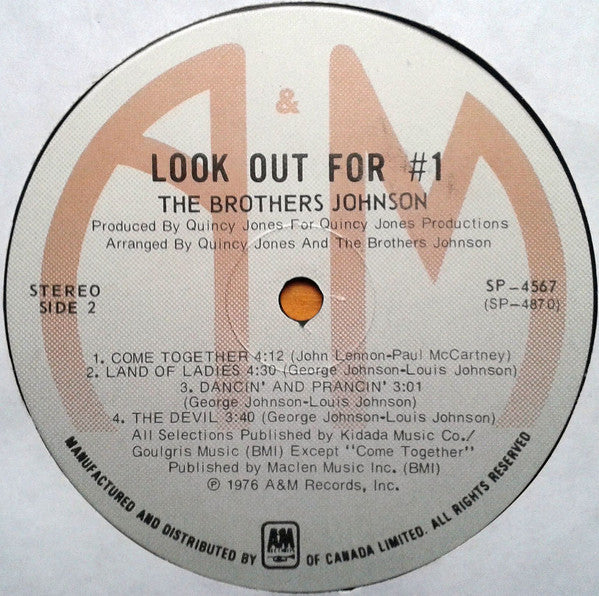 A&M
LOOK OUT FOR #1
THE BROTHERS JOHNSON
Produced By Quincy Jones For Quincy Jones Productions
Arranged By Quincy Jones And The Brothers Johnson
STEREO
SIDE 2
SP-4567
(SP-4870)
1. COME TOGETHER 4:12 (John Lennon-Paul McCartney)
2. LAND OF LADIES 4:30 (George Johnson-Louis Johnson)
3. DANCIN' AND PRANCIN' 3:01
(George Johnson-Louis Johnson)
4. THE DEVIL 3:40 (George Johnson-Louis Johnson)
All Selections Published by Kidada Music Co./
Goulgris Music (BMI) Except "Come Together"
Published by Maclen Music Inc. (BMI)
℗ 1976 A&M Records, Inc.
MANUFACTURED AND DISTRIBUTED BY A&M RECORDS OF CANADA LIMITED. ALL RIGHTS RESERVED